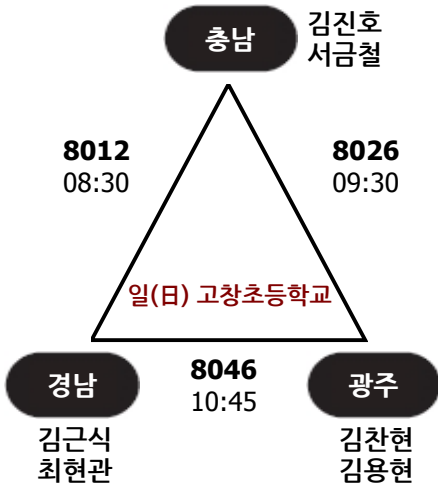 충남
김진호
서금철
8012
08:30
8026
09:30
일(日) 고창초등학교
경남
8046
10:45
광주
김근식
최현관
김찬현
김용현